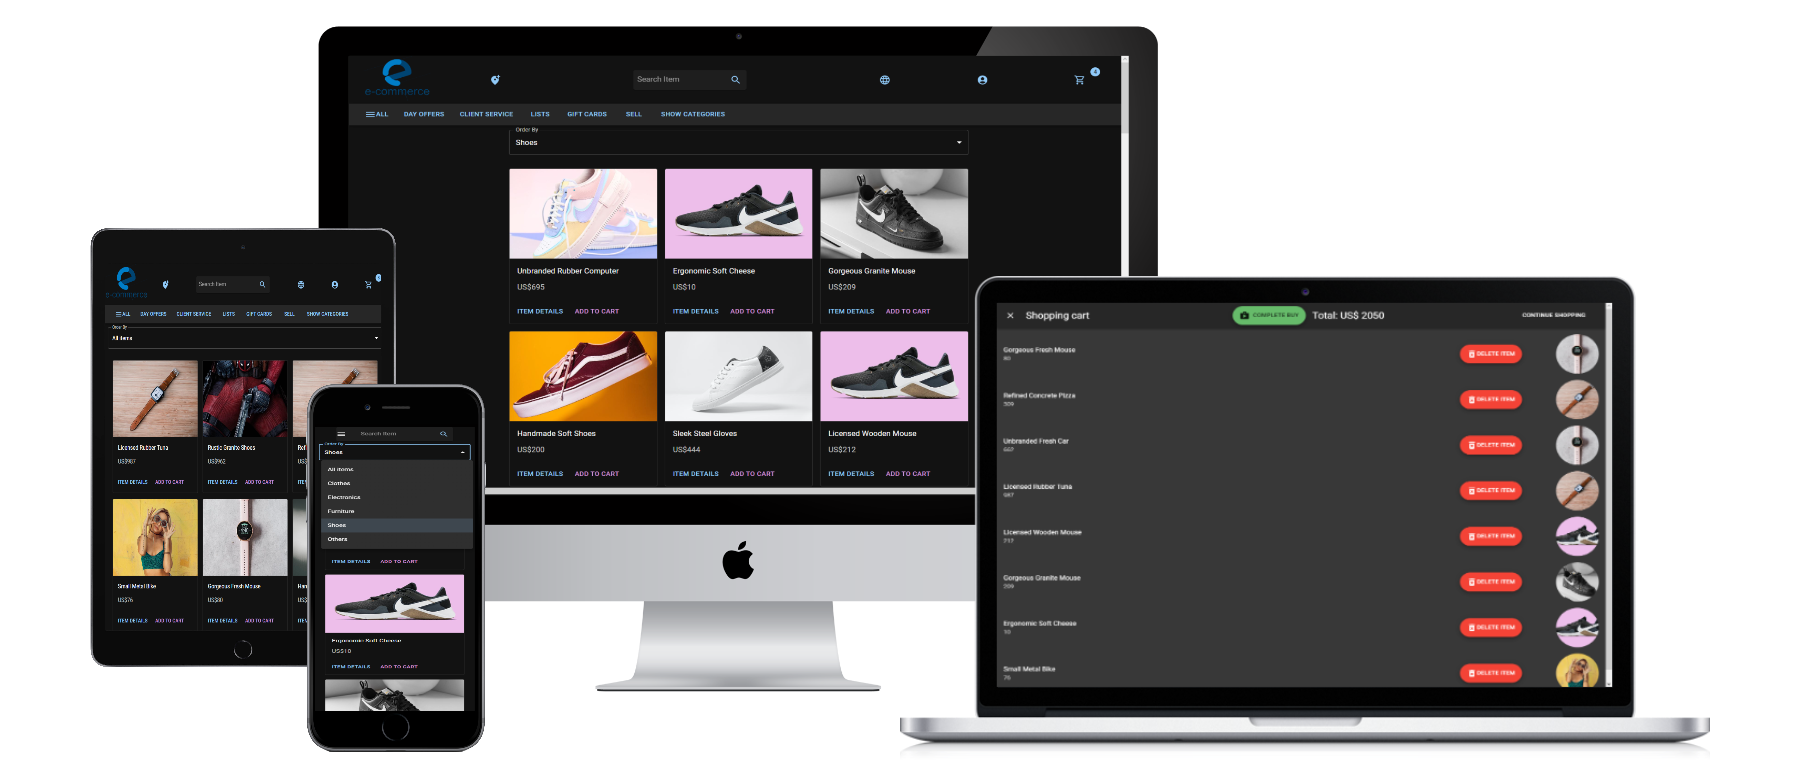 e-commerce
Search Item
4
ALL DAY OFFERS CLIENT SERVICE LISTS GIFT CARDS SELL SHOW CATEGORIES
Order By
Shoes
Unbranded Rubber Computer
US$695
ITEM DETAILS ADD TO CART
Ergonomic Soft Cheese
US$10
ITEM DETAILS ADD TO CART
Gorgeous Granite Mouse
US$209
ITEM DETAILS ADD TO CART
Handmade Soft Shoes
US$200
ITEM DETAILS ADD TO CART
Sleek Steel Gloves
US$444
ITEM DETAILS ADD TO CART
Licensed Wooden Mouse
US$212
ITEM DETAILS ADD TO CART
e-commerce
Search Item
ALL DAY OFFERS CLIENT SERVICE LISTS GIFT CARDS SELL SHOW CATEGORIES
Order By
All items
Licensed Rubber Tuna
US$987
ITEM DETAILS ADD TO CART
Rustic Granite Shoes
US$962
ITEM DETAILS ADD TO CART
Ref
US$
ITE
Small Metal Bike
US$76
ITEM DETAILS ADD TO CART
Gorgeous Fresh Mouse
US$80
ITEM DETAILS ADD TO CART
Han
US$
ITE
Search Item
Order By
Shoes
All items
Clothes
Electronics
Furniture
Shoes
Others
ITEM DETAILS ADD TO CART
Ergonomic Soft Cheese
US$10
ITEM DETAILS ADD TO CART
Shopping cart COMPLETE BUY Total: US$ 2050 CONTINUE SHOPPING
Gorgeous Fresh Mouse
80
DELETE ITEM
Refined Concrete Pizza
DELETE ITEM
Unbranded Fresh Car
DELETE ITEM
Licensed Rubber Tuna
987
DELETE ITEM
Licensed Wooden Mouse
212
DELETE ITEM
Gorgeous Granite Mouse
209
DELETE ITEM
Ergonomic Soft Cheese
10
DELETE ITEM
Small Metal Bike
76
DELETE ITEM